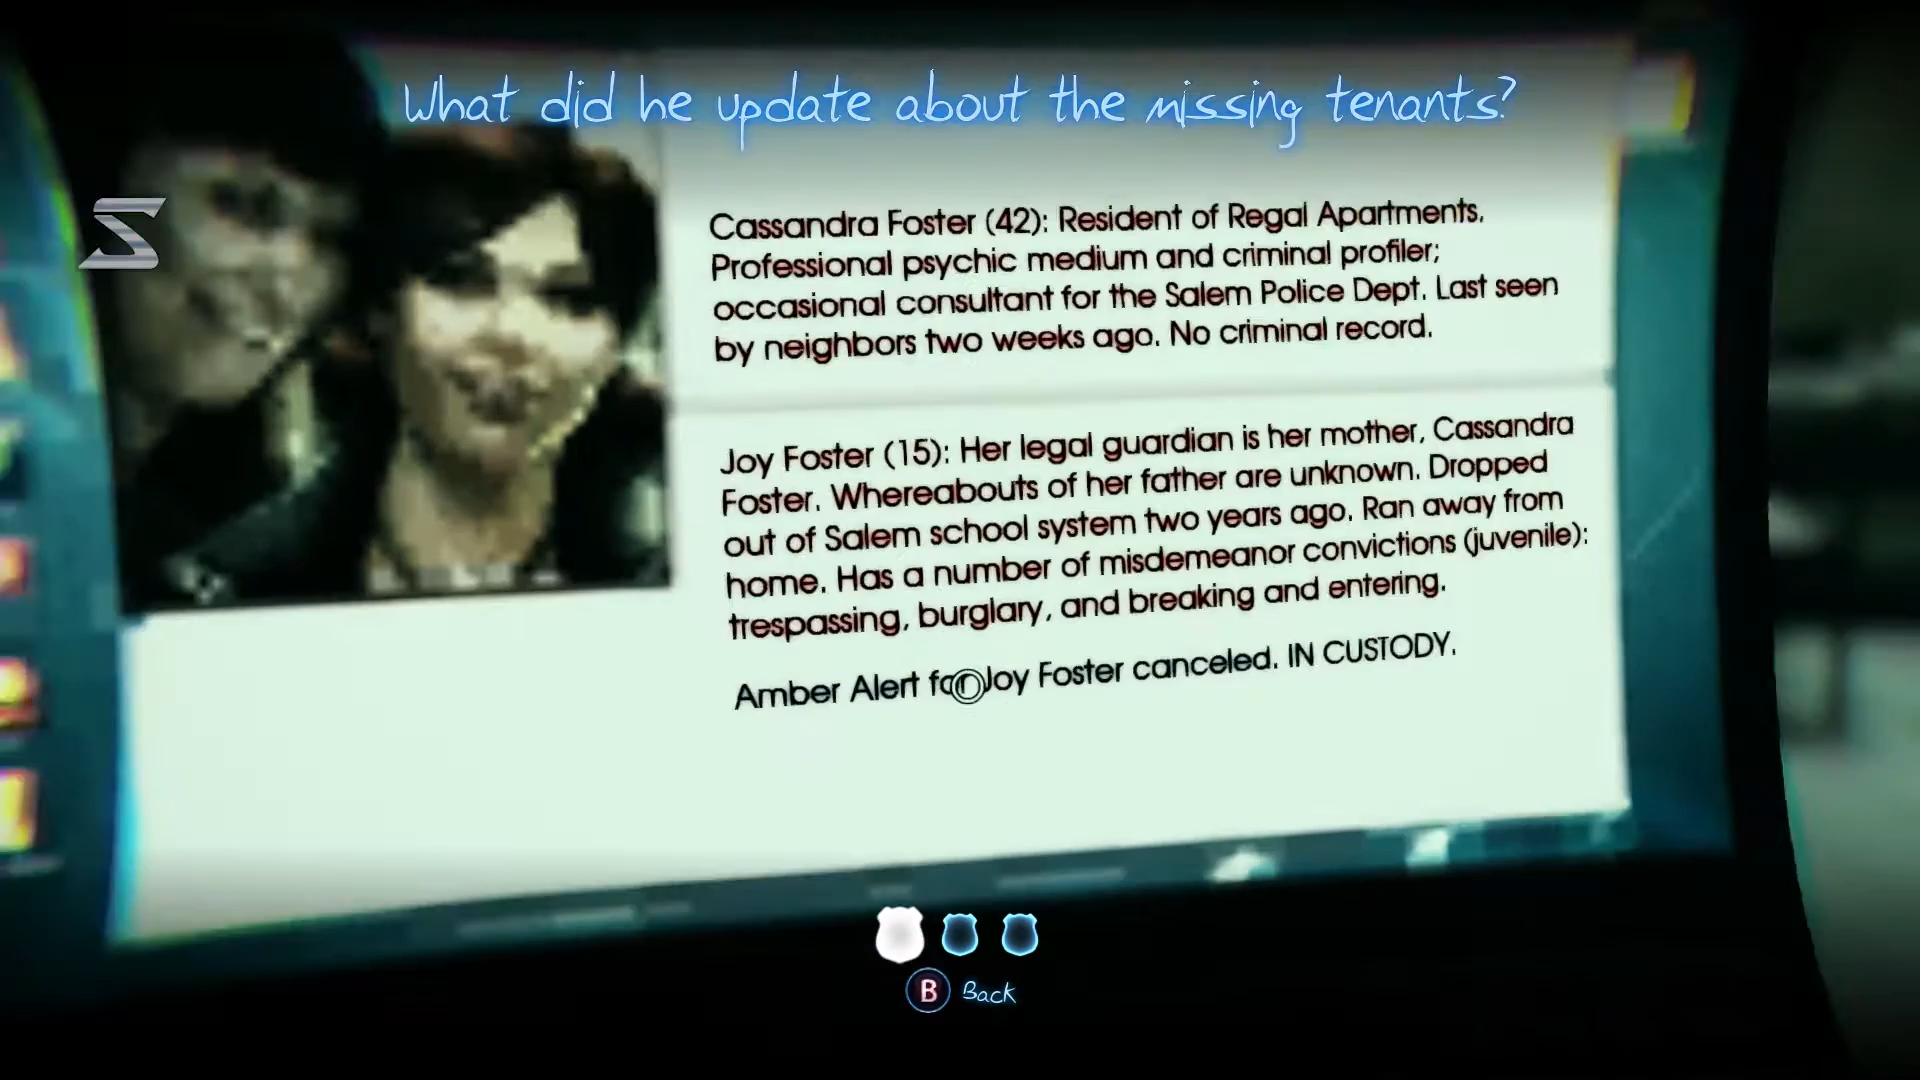 What did he update about the missing tenants?
S
Cassandra Foster (42): Resident of Regal Apartments.
Professional psychic medium and criminal profiler;
occasional consultant for the Salem Police Dept. Last seen
by neighbors two weeks ago. No criminal record.
Joy Foster (15): Her legal guardian is her mother, Cassandra
Foster. Whereabouts of her father are unknown. Dropped
out of Salem school system two years ago. Ran away from
home. Has a number of misdemeanor convictions (juvenile):
trespassing, burglary, and breaking and entering.
Amber Alert for Joy Foster canceled. IN CUSTODY.
B Back